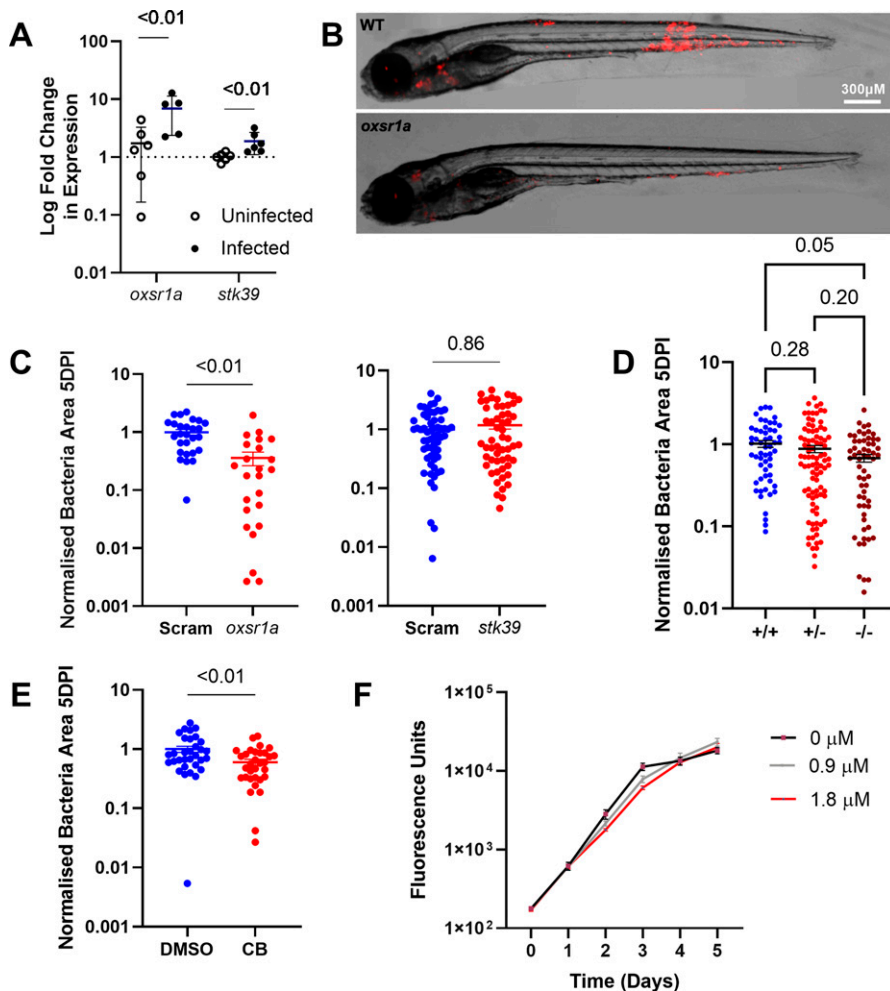 A
<0.01
<0.01
Log Fold Change
in Expression
100
10
1
0.1
0.01
Uninfected
Infected
oxsr1a
stk39
B
WT
300µM
oxsr1a
C
Normalised Bacteria Area 5DPI
10
1
0.1
0.01
0.001
<0.01
Scram
oxsr1a
Normalised Bacteria Area 5DPI
10
1
0.1
0.01
0.001
0.86
Scram
stk39
D
Normalised Bacteria Area 5DPI
10
1
0.1
0.01
0.05
0.20
0.28
+/+
+/-
-/-
E
Normalised Bacteria Area 5DPI
10
1
0.1
0.01
0.001
<0.01
DMSO
CB
F
Fluorescence Units
1×10^5
1×10^4
1×10^3
1×10^2
0
1
2
3
4
5
Time (Days)
0 µM
0.9 µM
1.8 µM